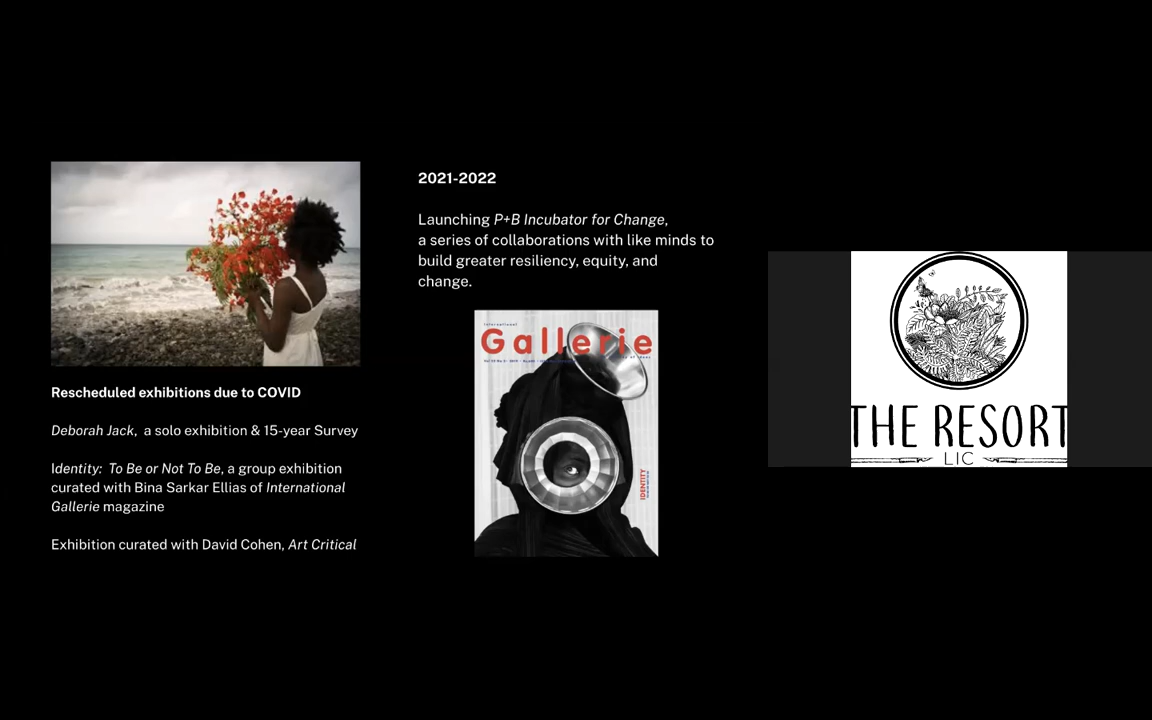 Rescheduled exhibitions due to COVID
Deborah Jack, a solo exhibition & 15-year Survey
Identity: To Be or Not To Be, a group exhibition
curated with Bina Sarkar Ellias of International
Gallerie magazine
Exhibition curated with David Cohen, Art Critical
2021-2022
Launching P+B Incubator for Change,
a series of collaborations with like minds to
build greater resiliency, equity, and
change.
International
Gallerie
IDENTITY
THE RESORT
LIC